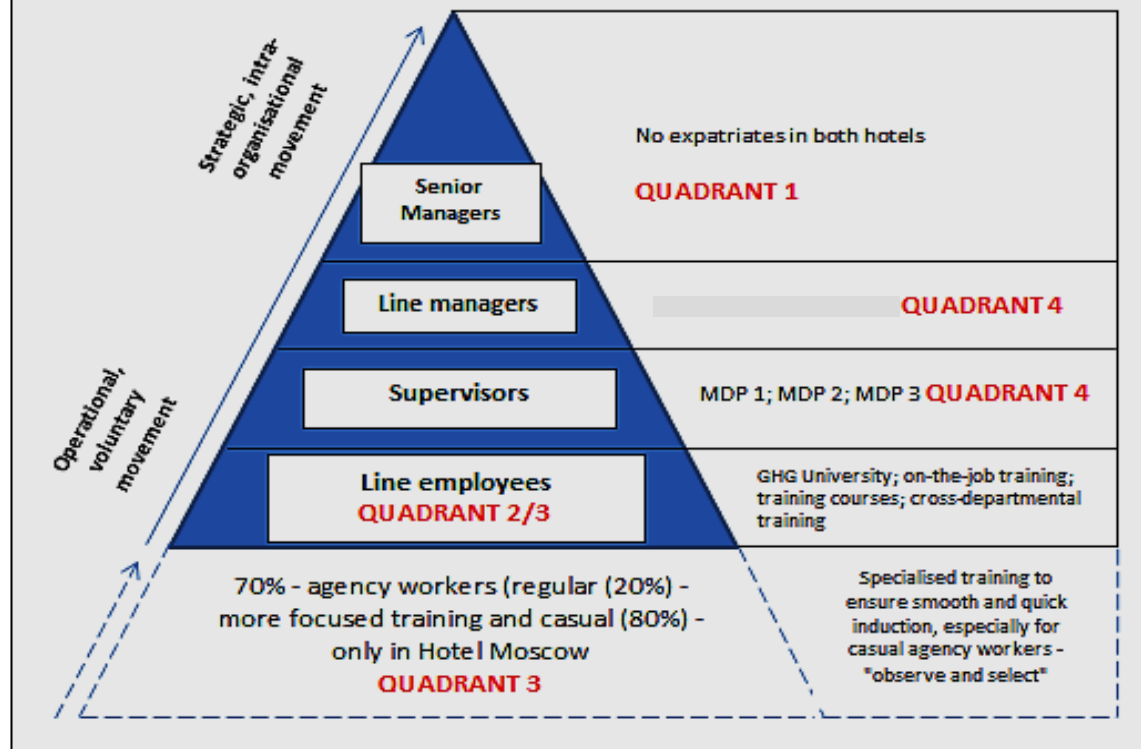 Strategic, intra-
organisational
movement
Operational,
voluntary
movement
No expatriates in both hotels
QUADRANT 1
Senior
Managers
Line managers
QUADRANT 4
Supervisors
MDP 1; MDP 2; MDP 3 QUADRANT 4
Line employees
QUADRANT 2/3
GHG University; on-the-job training;
training courses; cross-departmental
training
70% - agency workers (regular (20%) -
more focused training and casual (80%) -
only in Hotel Moscow
QUADRANT 3
Specialised training to
ensure smooth and quick
induction, especially for
casual agency workers -
"observe and select"